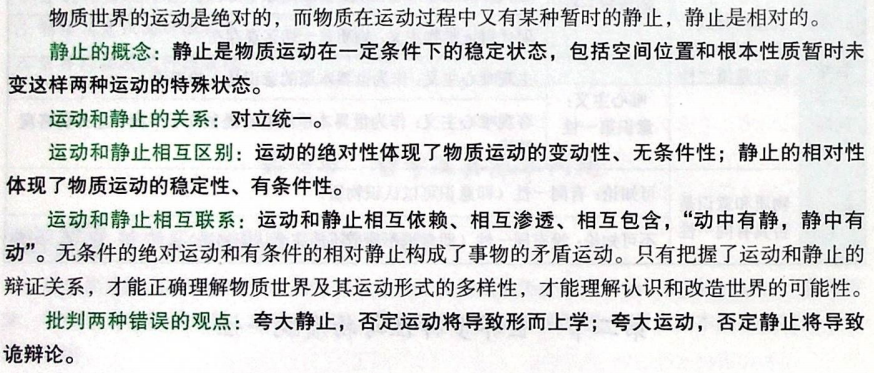 物质世界的运动是绝对的，而物质在运动过程中又有某种暂时的静止，静止是相对的。
静止的概念：静止是物质运动在一定条件下的稳定状态，包括空间位置和根本性质暂时未
变这样两种运动的特殊状态。
运动和静止的关系：对立统一。
运动和静止相互区别：运动的绝对性体现了物质运动的变动性、无条件性；静止的相对性
体现了物质运动的稳定性、有条件性。
运动和静止相互联系：运动和静止相互依赖、相互渗透、相互包含，“动中有静，静中有
动”。无条件的绝对运动和有条件的相对静止构成了事物的矛盾运动。只有把握了运动和静止的
辩证关系，才能正确理解物质世界及其运动形式的多样性，才能理解认识和改造世界的可能性。
批判两种错误的观点：夸大静止，否定运动将导致形而上学；夸大运动，否定静止将导致
诡辩论。